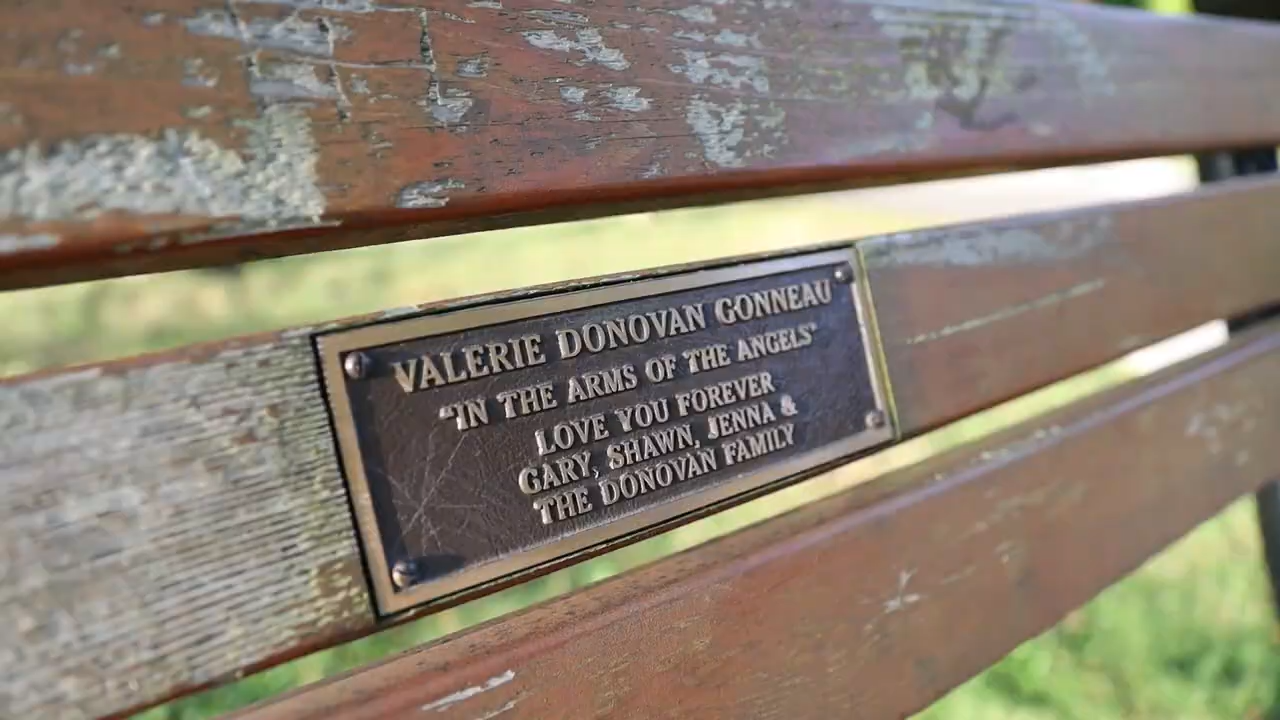 VALERIE DONOVAN GONNEAU
"IN THE ARMS OF THE ANGELS"
LOVE YOU FOREVER
GARY, SHAWN, JENNA &
THE DONOVAN FAMILY